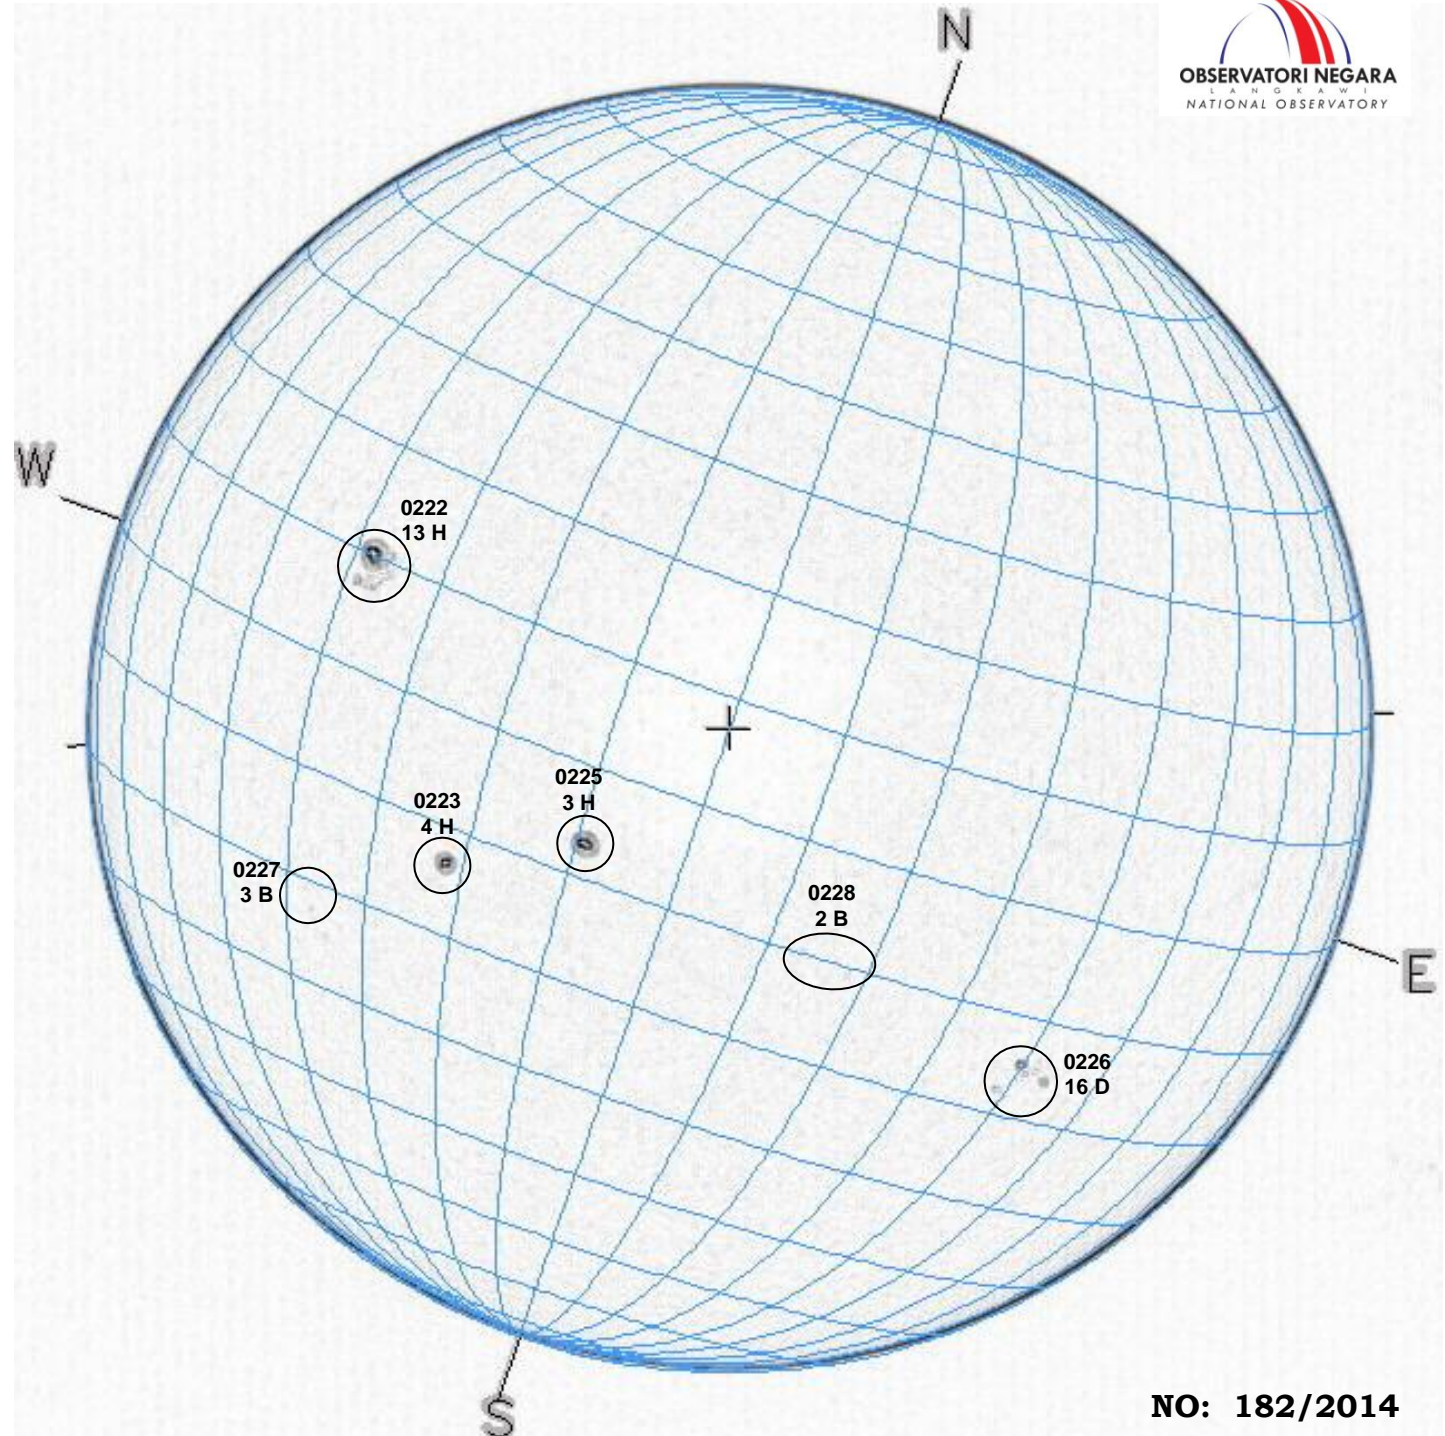 N
OBSERVATORI NEGARA
LANGKAWI
NATIONAL OBSERVATORY
W
0222
13 H
0225
3 H
0223
4 H
0227
3 B
0228
2 B
E
0226
16 D
S
NO: 182/2014